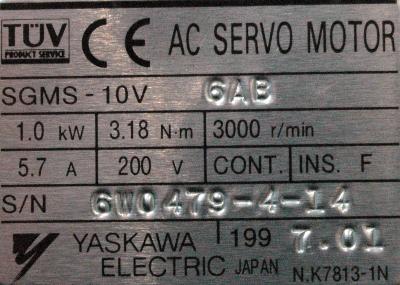 TÜV
PRODUCT SERVICE
CE AC SERVO MOTOR
SGMS-10V 6AB
1.0 kW 3.18 N·m 3000 r/min
5.7 A 200 V CONT. INS. F
S/N 6W0479-4-14
YASKAWA 199 7.01
ELECTRIC JAPAN N.K7813-1N